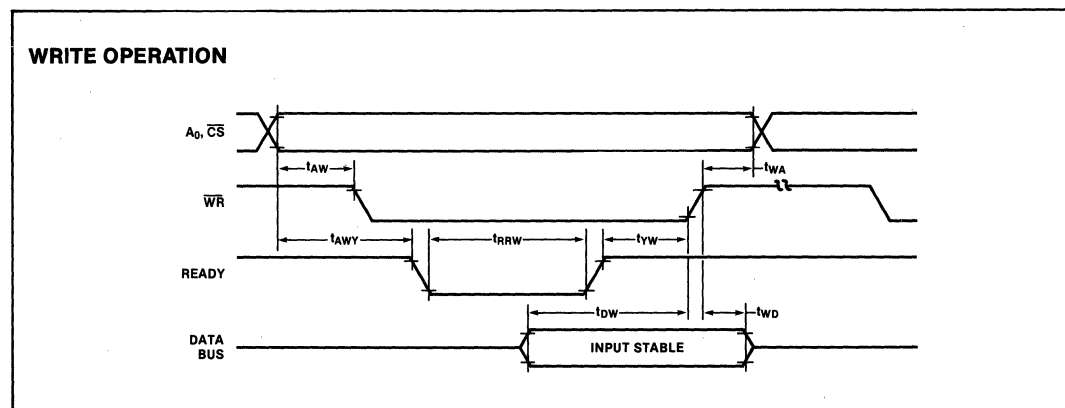 WRITE OPERATION
A0, CS
tAW
tWA
WR
tAWY
tRRW
tYW
READY
tDW
tWD
DATA
BUS
INPUT STABLE